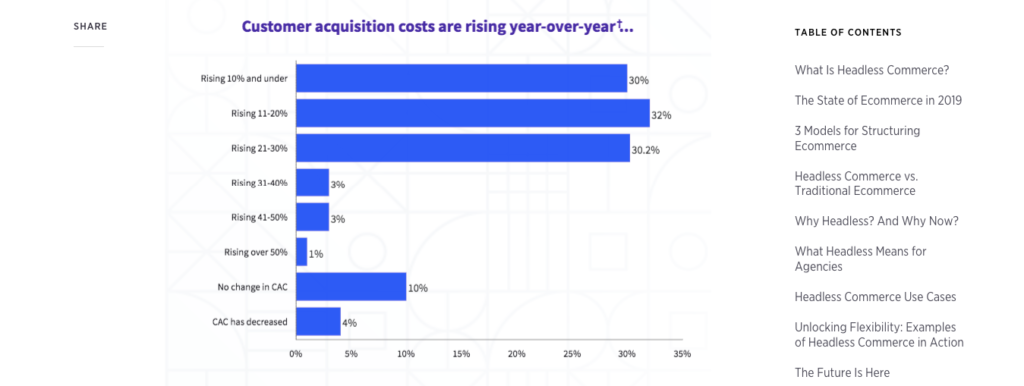 SHARE
Customer acquisition costs are rising year-over-year†...
Rising 10% and under
30%
Rising 11-20%
32%
Rising 21-30%
30.2%
Rising 31-40%
3%
Rising 41-50%
3%
Rising over 50%
1%
No change in CAC
10%
CAC has decreased
4%
0% 5% 10% 15% 20% 25% 30% 35%
TABLE OF CONTENTS
What Is Headless Commerce?
The State of Ecommerce in 2019
3 Models for Structuring
Ecommerce
Headless Commerce vs.
Traditional Ecommerce
Why Headless? And Why Now?
What Headless Means for
Agencies
Headless Commerce Use Cases
Unlocking Flexibility: Examples
of Headless Commerce in Action
The Future Is Here